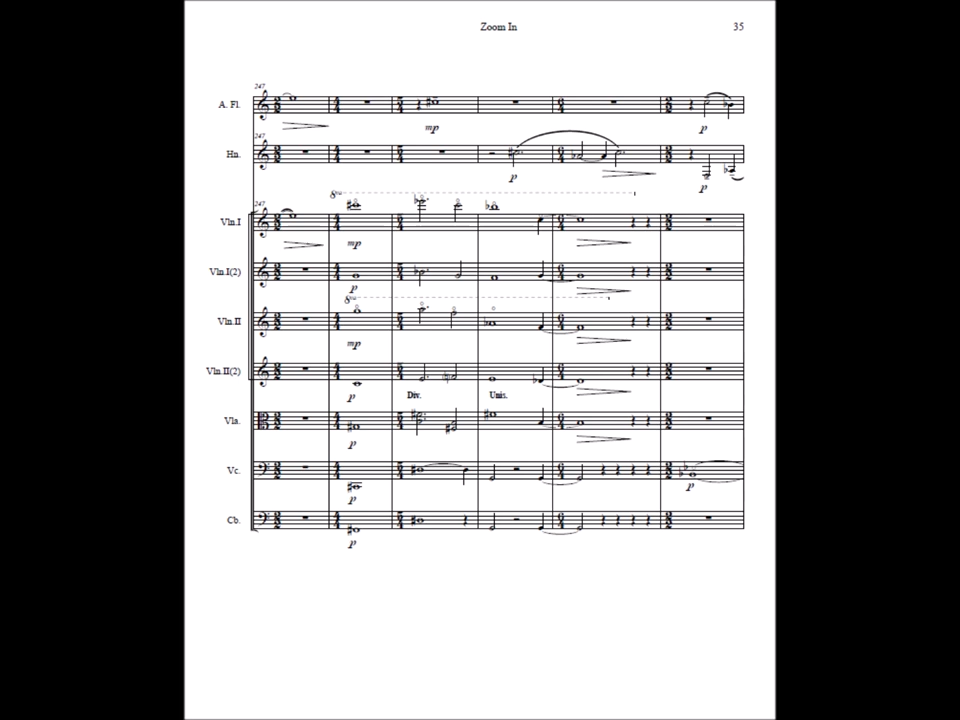 Zoom In 35
247
A. Fl.
mp
p
247
Hn.
p
p
8va
247
Vln.I
mp
Vln.I(2)
p
8va
Vln.II
mp
Vln.II(2)
p
Div. Unis.
Vla.
p
Vc.
p
p
Cb.
p